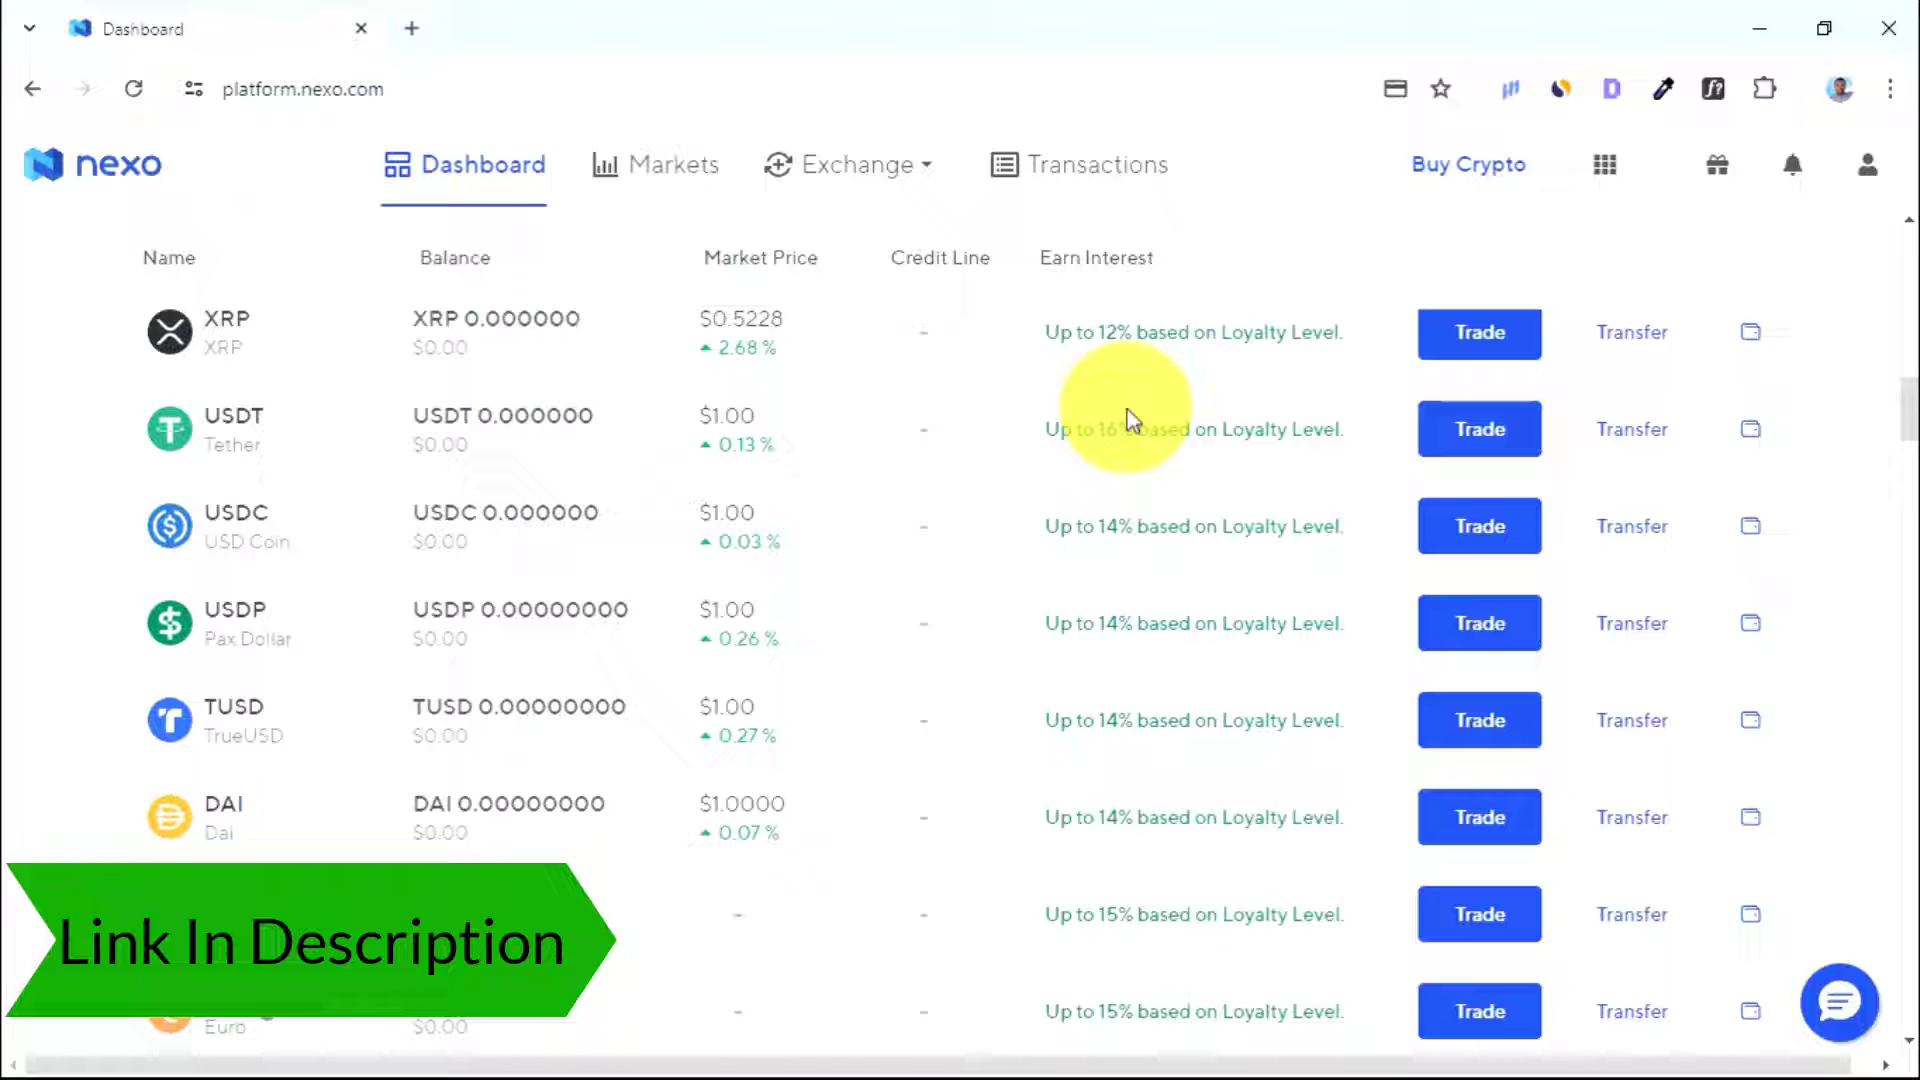 Dashboard
platform.nexo.com
nexo
Dashboard
Markets
Exchange
Transactions
Buy Crypto
Name Balance Market Price Credit Line Earn Interest
XRP XRP 0.000000 $0.5228
XRP $0.00 2.68 % - Up to 12% based on Loyalty Level. Trade Transfer
USDT USDT 0.000000 $1.00
Tether $0.00 0.13 % - Up to 16% based on Loyalty Level. Trade Transfer
USDC USDC 0.000000 $1.00
USD Coin $0.00 0.03 % - Up to 14% based on Loyalty Level. Trade Transfer
USDP USDP 0.00000000 $1.00
Pax Dollar $0.00 0.26 % - Up to 14% based on Loyalty Level. Trade Transfer
TUSD TUSD 0.00000000 $1.00
TrueUSD $0.00 0.27 % - Up to 14% based on Loyalty Level. Trade Transfer
DAI DAI 0.00000000 $1.0000
Dai $0.00 0.07 % - Up to 14% based on Loyalty Level. Trade Transfer
- - Up to 15% based on Loyalty Level. Trade Transfer
Link In Description
- - Up to 15% based on Loyalty Level. Trade Transfer
Euro $0.00